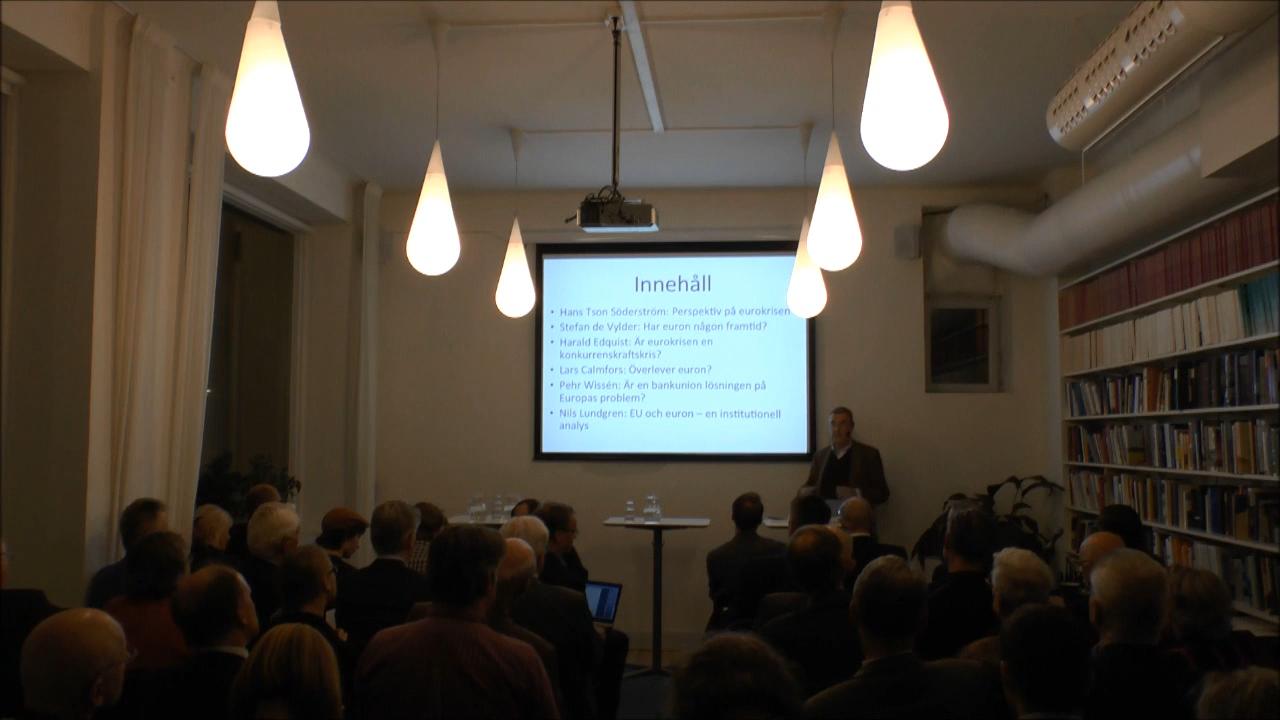 Innehåll
• Hans Tson Söderström: Perspektiv på eurokrisen
• Stefan de Vylder: Har euron någon framtid?
• Harald Edquist: Är eurokrisen en
konkurrenskraftskris?
• Lars Calmfors: Överlever euron?
• Pehr Wissén: Är en bankunion lösningen på
Europas problem?
• Nils Lundgren: EU och euron – en institutionell
analys